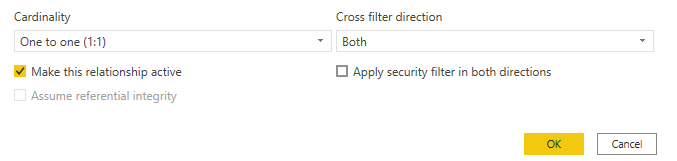 Cardinality
Cross filter direction
One to one (1:1)
Both
Make this relationship active
Apply security filter in both directions
Assume referential integrity
OK
Cancel